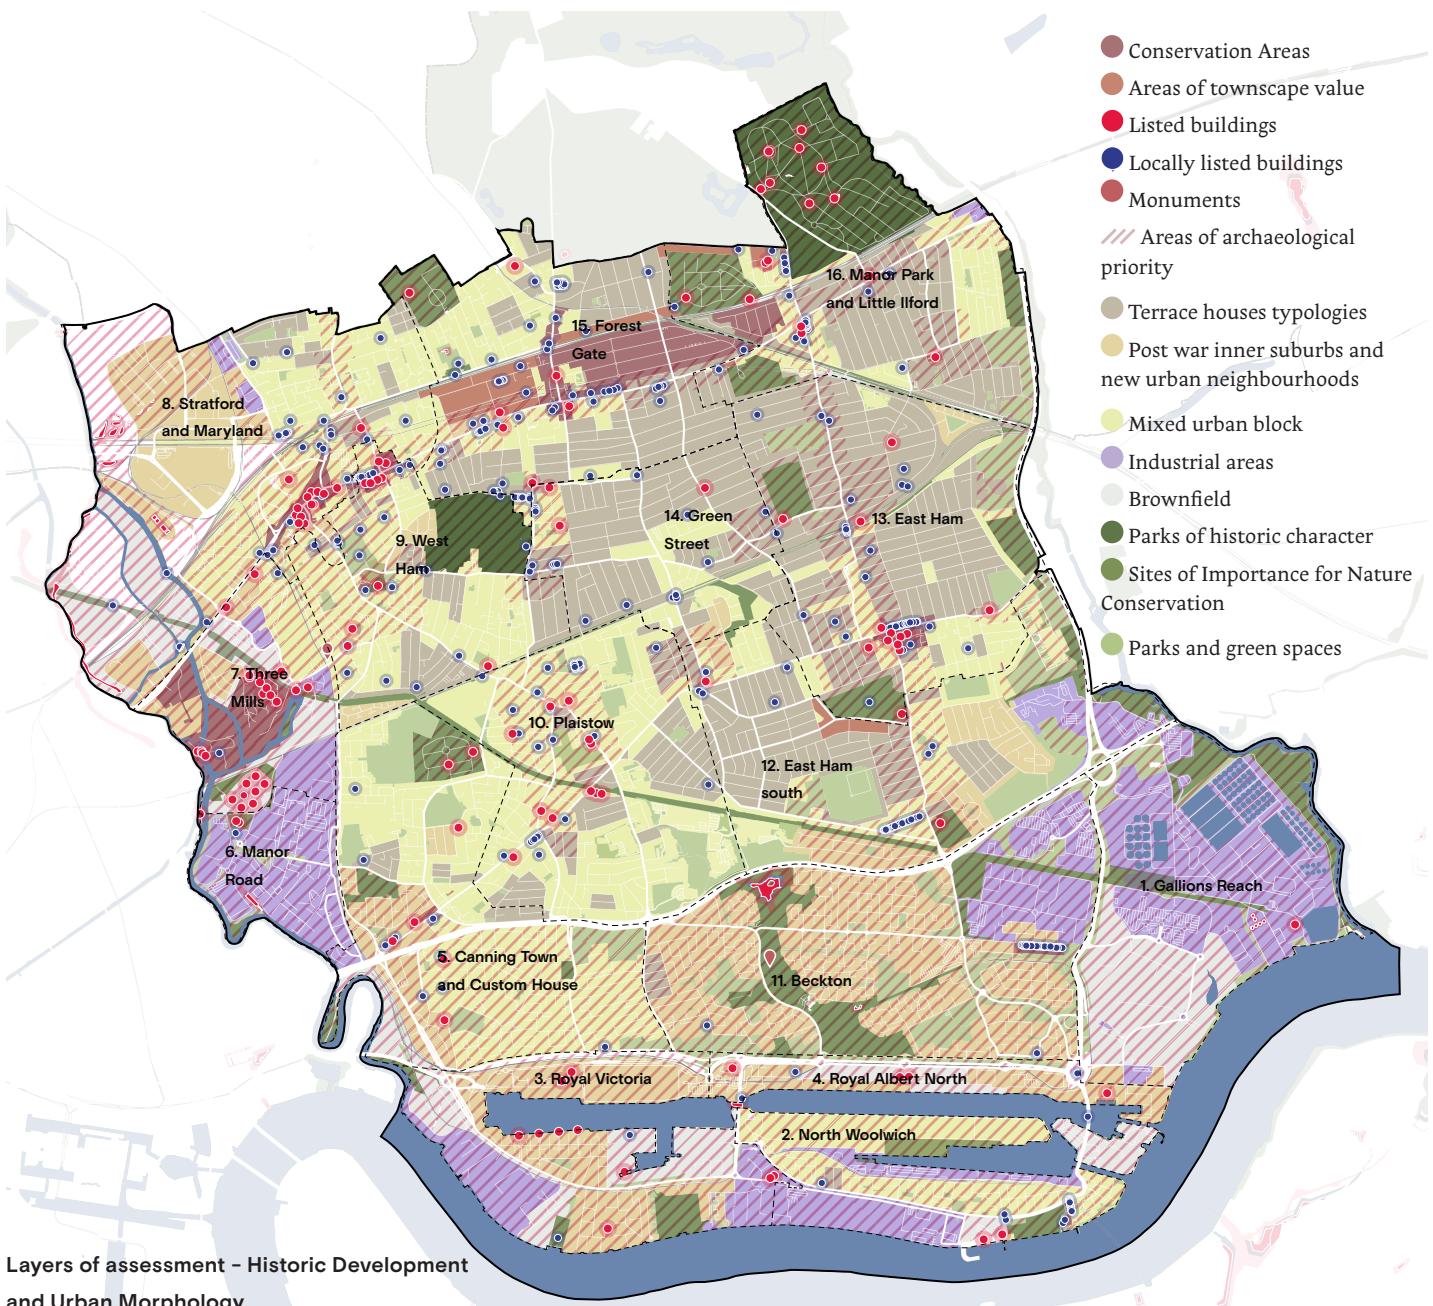 Conservation Areas
Areas of townscape value
Listed buildings
Locally listed buildings
Monuments
Areas of archaeological
priority
Terrace houses typologies
Post war inner suburbs and
new urban neighbourhoods
Mixed urban block
Industrial areas
Brownfield
Parks of historic character
Sites of Importance for Nature
Conservation
Parks and green spaces
16. Manor Park
and Little Ilford
15. Forest
Gate
8. Stratford
and Maryland
14. Green
Street
13. East Ham
9. West
Ham
7. Three
Mills
10. Plaistow
12. East Ham
south
6. Manor
Road
1. Gallions Reach
5. Canning Town
and Custom House
11. Beckton
3. Royal Victoria
4. Royal Albert North
2. North Woolwich
Layers of assessment - Historic Development
and Urban Morphology